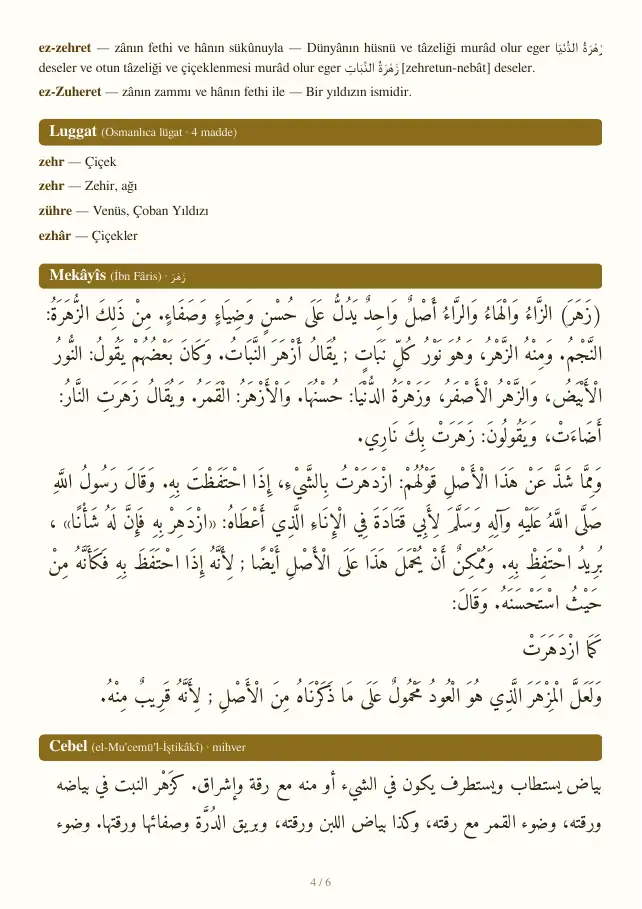 ez-zehret — zânın fethi ve hânın sükûnuyla — Dünyânın hüsnü ve tâzeliği murâd olur eger زَهْرَةُ الدُّنْيَا
deseler ve otun tâzeliği ve çiçeklenmesi murâd olur eger زَهَرَةُ النَّبَاتِ [zehretun-nebât] deseler.
ez-Zuheret — zânın zammı ve hânın fethi ile — Bir yıldızın ismidir.
Luggat (Osmanlıca lügat · 4 madde)
zehr — Çiçek
zehr — Zehir, ağı
zühre — Venüs, Çoban Yıldızı
ezhâr — Çiçekler
Mekâyîs (İbn Fâris) · زَهَرَ
(زَهَرَ) الزَّاءُ وَالْهَاءُ وَالرَّاءُ أَصْلٌ وَاحِدٌ يَدُلُّ عَلَى حُسْنٍ وَضِيَاءٍ وَصَفَاءٍ. مِنْ ذَلِكَ الزُّهَرَةُ:
النَّجْمُ. وَمِنْهُ الزَّهْرُ، وَهُوَ نَوْرُ كُلِّ نَبَاتٍ ; يُقَالُ أَزْهَرَ النَّبَاتُ. وَكَانَ بَعْضُهُمْ يَقُولُ: النُّورُ
الْأَبْيَضُ، وَالزَّهْرُ الْأَصْفَرُ، وَزَهْرَةُ الدُّنْيَا: حُسْنُهَا. وَالْأَزْهَرُ: الْقَمَرُ. وَيُقَالُ زَهَرَتِ النَّارُ:
أَضَاءَتْ، وَيَقُولُونَ: زَهَرَتْ بِكَ نَارِي.
وَمِمَّا شَذَّ عَنْ هَذَا الْأَصْلِ قَوْلُهُمْ: ازْدَهَرْتُ بِالشَّيْءِ، إِذَا احْتَفَظْتَ بِهِ. وَقَالَ رَسُولُ اللَّهِ
صَلَّى اللَّهُ عَلَيْهِ وَآلِهِ وَسَلَّمَ لِأَبِي قَتَادَةَ فِي الْإِنَاءِ الَّذِي أَعْطَاهُ: «ازْدَهِرْ بِهِ فَإِنَّ لَهُ شَأْنًا» ،
يُرِيدُ احْتَفِظْ بِهِ. وَمُمْكِنٌ أَنْ يُحْمَلَ هَذَا عَلَى الْأَصْلِ أَيْضًا ; لِأَنَّهُ إِذَا احْتَفَظَ بِهِ فَكَأَنَّهُ مِنْ
حَيْثُ اسْتَحْسَنَهُ. وَقَالَ:
كَمَا ازْدَهَرَتْ
وَلَعَلَّ الْمِزْهَرَ الَّذِي هُوَ الْعُودُ مَحْمُولٌ عَلَى مَا ذَكَرْنَاهُ مِنَ الْأَصْلِ ; لِأَنَّهُ قَرِيبٌ مِنْهُ.
Cebel (el-Mu'cemü'l-İştikâkî) · mihver
بياض يستطاب ويستطرف يكون في الشيء أو منه مع رقة وإشراق. كزَهْر النبت في بياضه
ورقته، وضوء القمر مع رقته، وكذا بياض اللبن ورقته، وبريق الدُرَّة وصفائها ورقتها. وضوء
4 / 6